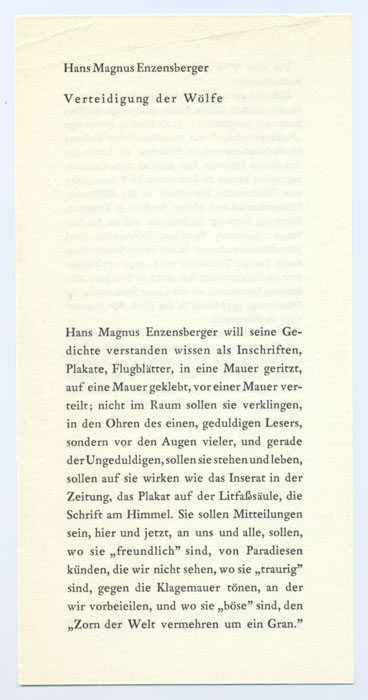 Hans Magnus Enzensberger
Verteidigung der Wölfe
Hans Magnus Enzensberger will seine Ge-
dichte verstanden wissen als Inschriften,
Plakate, Flugblätter, in eine Mauer geritzt,
auf eine Mauer geklebt, vor einer Mauer ver-
teilt; nicht im Raum sollen sie verklingen,
in den Ohren des einen, geduldigen Lesers,
sondern vor den Augen vieler, und gerade
der Ungeduldigen, sollen sie stehen und leben,
sollen auf sie wirken wie das Inserat in der
Zeitung, das Plakat auf der Litfaßsäule, die
Schrift am Himmel. Sie sollen Mitteilungen
sein, hier und jetzt, an uns und alle, sollen,
wo sie „freundlich” sind, von Paradiesen
künden, die wir nicht sehen, wo sie „traurig”
sind, gegen die Klagemauer tönen, an der
wir vorbeieilen, und wo sie „böse” sind, den
„Zorn der Welt vermehren um ein Gran.”